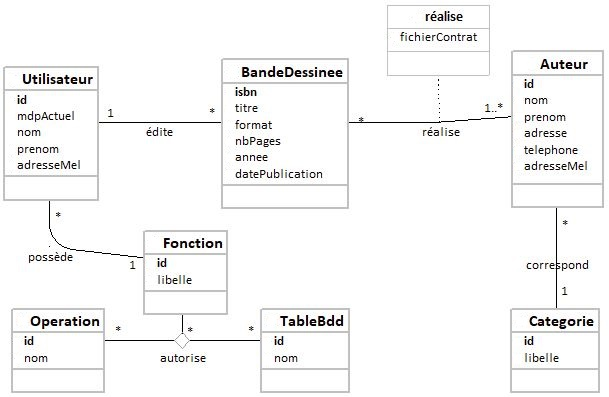 réalise
fichierContrat
Utilisateur
id
mdpActuel
nom
prenom
adresseMel
1
*
édite
BandeDessinee
isbn
titre
format
nbPages
annee
datePublication
*
1..*
réalise
Auteur
id
nom
prenom
adresse
telephone
adresseMel
*
possède
1
Fonction
id
libelle
*
correspond
1
Operation
id
nom
*
*
*
autorise
TableBdd
id
nom
Categorie
id
libelle